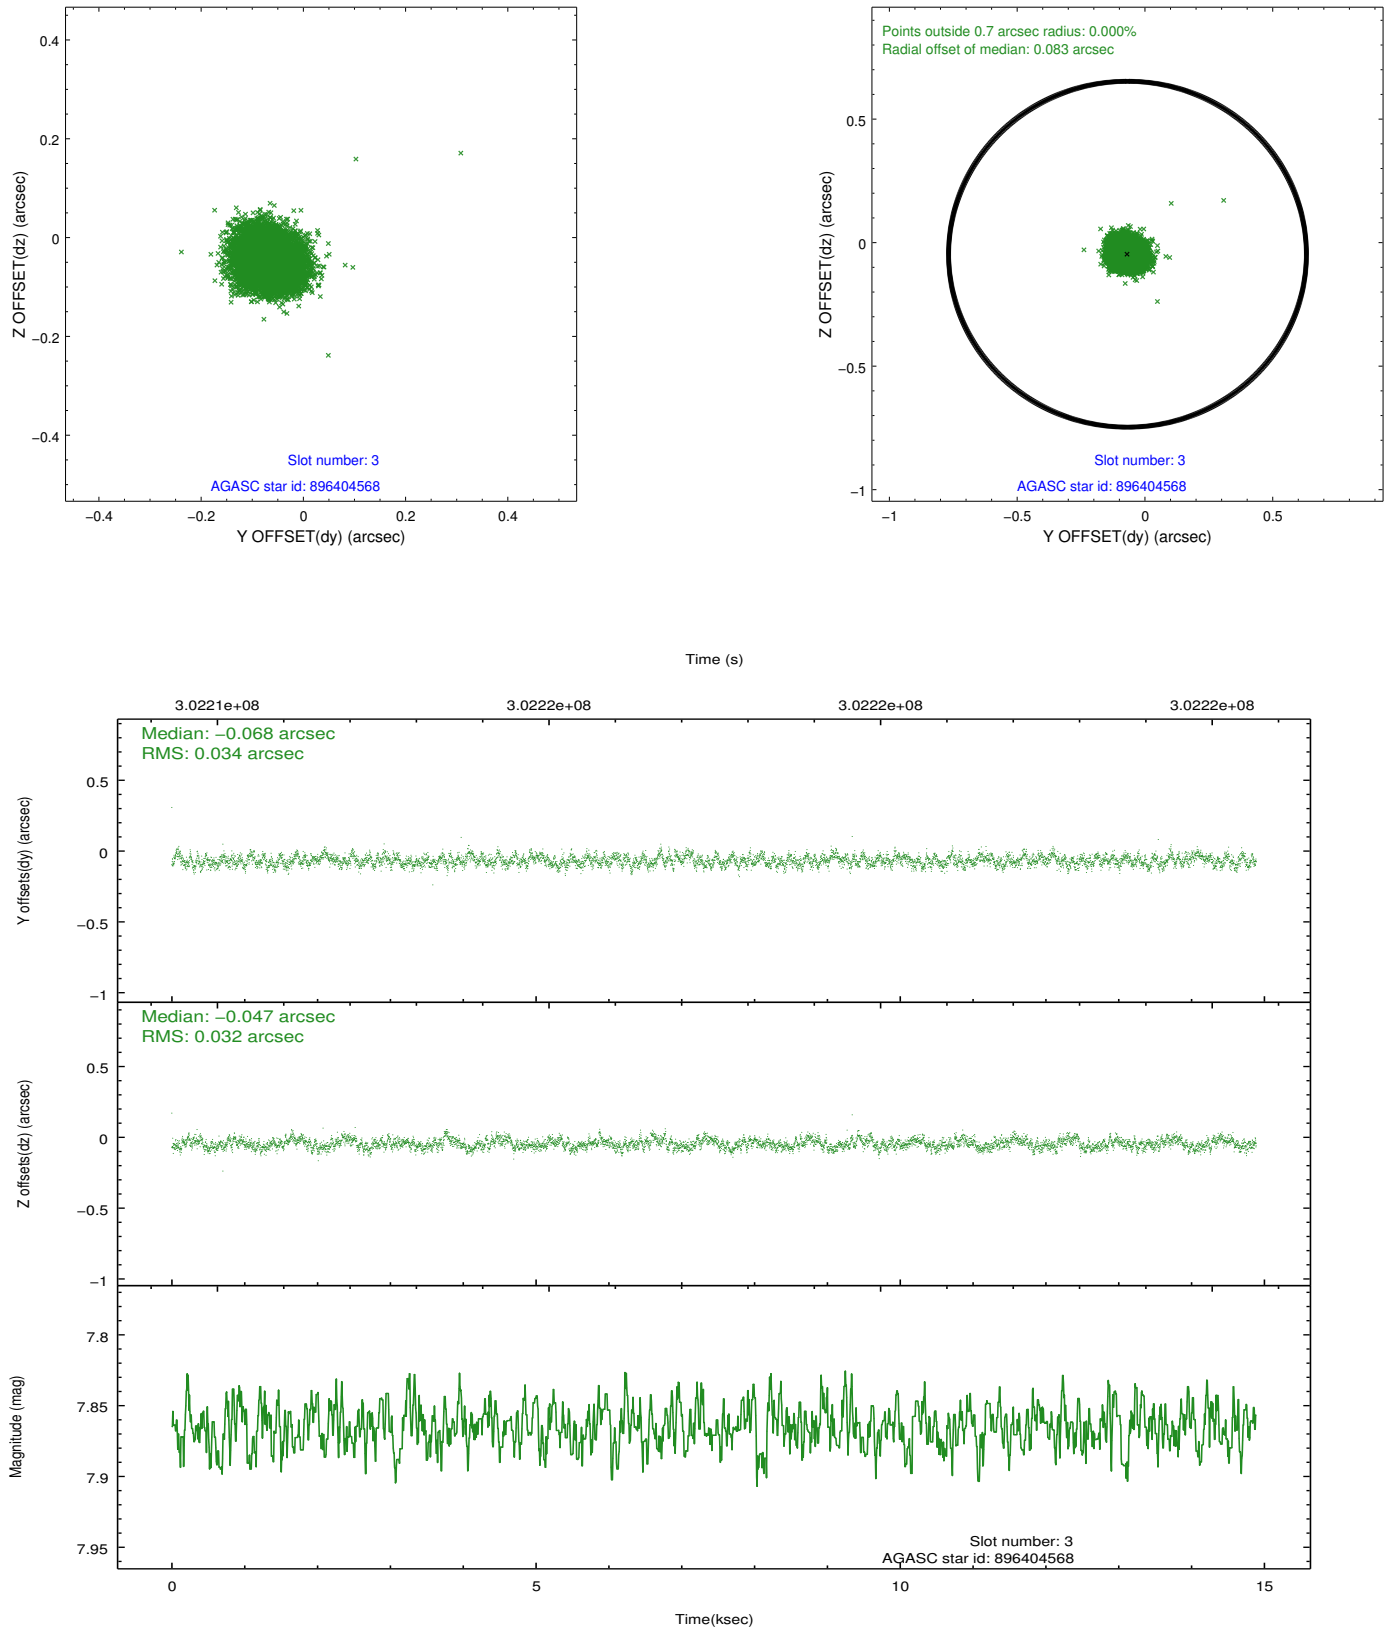 0.4
0.2
0
−0.2
−0.4
Z OFFSET(dz) (arcsec)
Slot number: 3
AGASC star id: 896404568
−0.4 −0.2 0 0.2 0.4
Y OFFSET(dy) (arcsec)
Points outside 0.7 arcsec radius: 0.000%
Radial offset of median: 0.083 arcsec
0.5
0
−0.5
−1
Z OFFSET(dz) (arcsec)
Slot number: 3
AGASC star id: 896404568
−1 −0.5 0 0.5
Y OFFSET(dy) (arcsec)
Time (s)
3.0221e+08 3.0222e+08 3.0222e+08 3.0222e+08
Median: −0.068 arcsec
RMS: 0.034 arcsec
0.5
0
−0.5
−1
Y offsets(dy) (arcsec)
Median: −0.047 arcsec
RMS: 0.032 arcsec
0.5
0
−0.5
−1
Z offsets(dz) (arcsec)
7.8
7.85
7.9
7.95
Magnitude (mag)
Slot number: 3
AGASC star id: 896404568
0 5 10 15
Time(ksec)